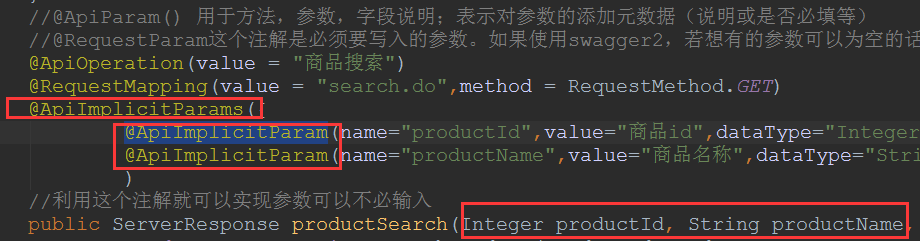 //@ApiParam() 用于方法，参数，字段说明；表示对参数的添加元数据（说明或是否必填等）
//@RequestParam这个注解是必须要写入的参数。如果使用swagger2，若想有的参数可以为空的话
@ApiOperation(value = "商品搜索")
@RequestMapping(value = "search.do",method = RequestMethod.GET)
@ApiImplicitParams(
@ApiImplicitParam(name="productId",value="商品id",dataType="Integer
@ApiImplicitParam(name="productName",value="商品名称",dataType="Stri
)
//利用这个注解就可以实现参数可以不必输入
public ServerResponse productSearch(Integer productId, String productName,